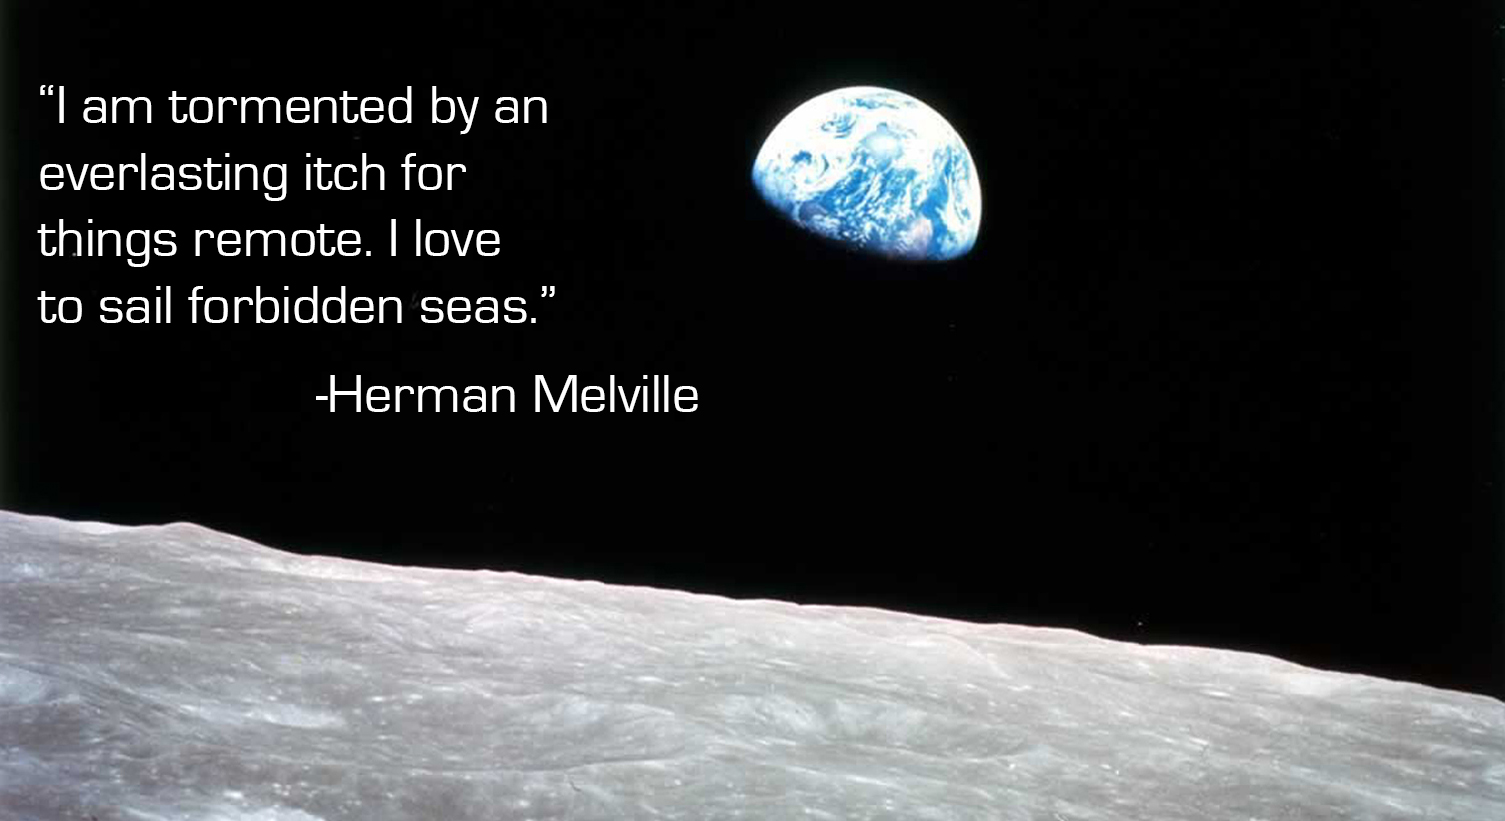 “I am tormented by an
everlasting itch for
things remote. I love
to sail forbidden seas.”
-Herman Melville